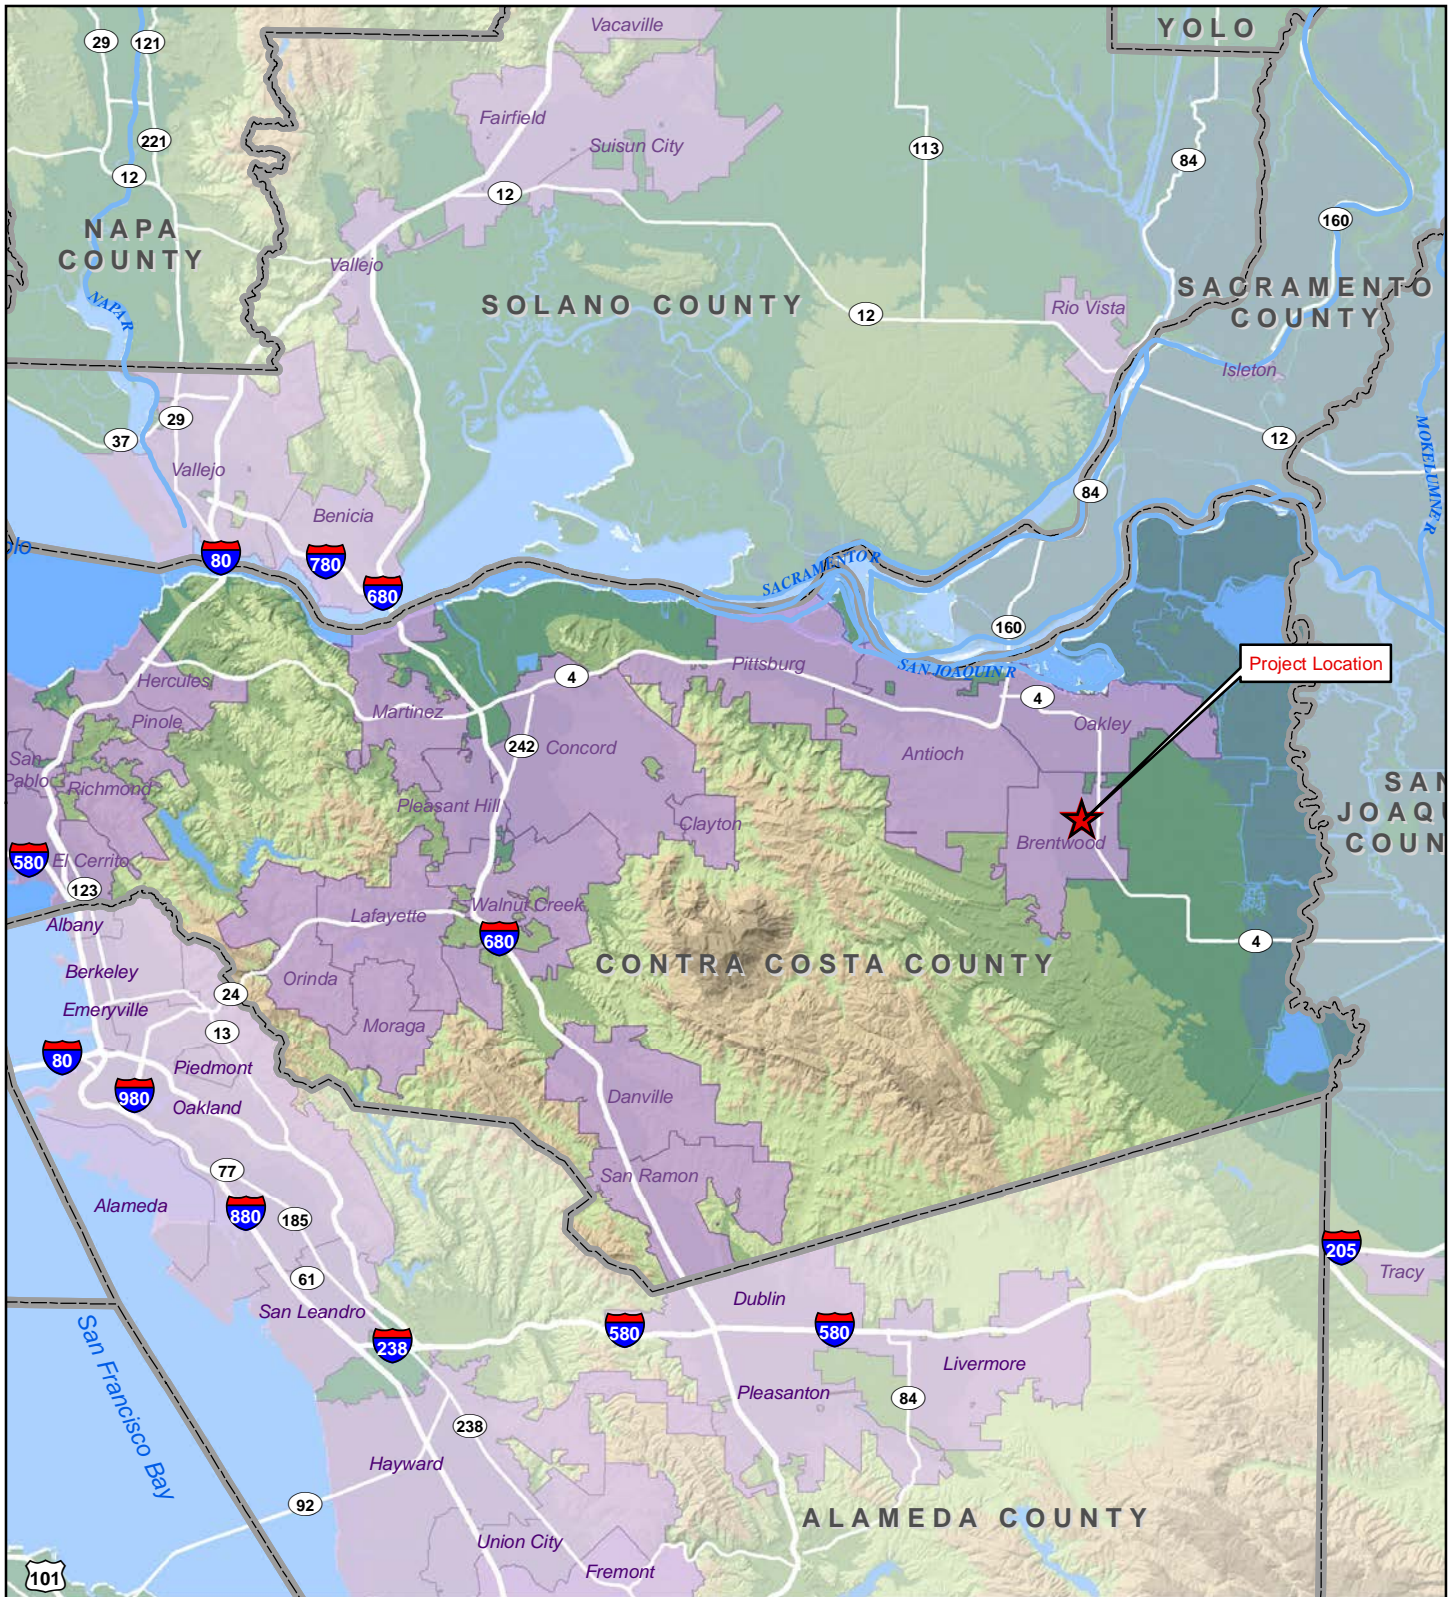 Vacaville
YOLO
29
121
Fairfield
221
Suisun City
113
84
12
12
160
NAPA
COUNTY
Vallejo
NAPA R
SOLANO COUNTY
12
Rio Vista
SACRAMENTO
COUNTY
Isleton
29
37
12
Vallejo
MOKELUMNE R
84
Benicia
80
780
680
SACRAMENTO R
160
Pittsburg
SAN JOAQUIN R
Project Location
Hercules
4
4
Martinez
Oakley
Pinole
242
Concord
Antioch
San
Pablo
Richmond
Pleasant Hill
Clayton
SAN
JOAQU
COUN
Brentwood
580
El Cerrito
123
Lafayette
Walnut Creek
Albany
680
4
Berkeley
CONTRA COSTA COUNTY
Orinda
24
Emeryville
Moraga
13
80
Piedmont
980
Oakland
Danville
77
San Ramon
Alameda
880
185
205
61
Tracy
San Leandro
Dublin
580
580
238
San Francisco Bay
Livermore
Pleasanton
84
238
Hayward
92
ALAMEDA COUNTY
Union City
Fremont
101